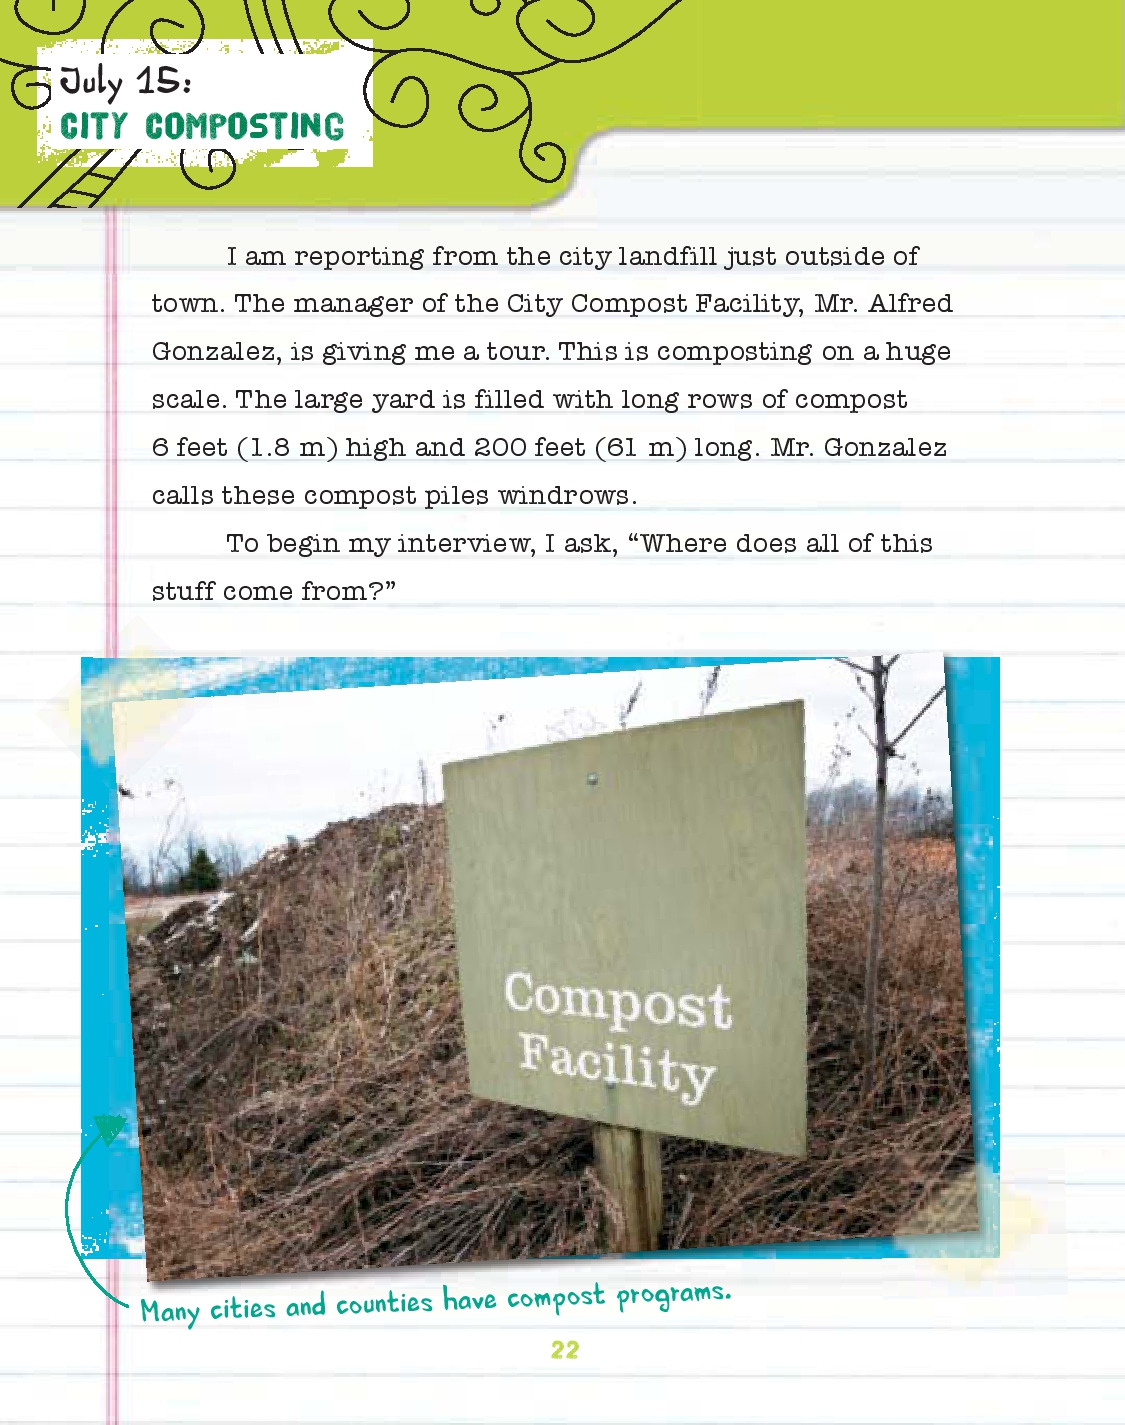 July 15:
CITY COMPOSTING
I am reporting from the city landfill just outside of
town. The manager of the City Compost Facility, Mr. Alfred
Gonzalez, is giving me a tour. This is composting on a huge
scale. The large yard is filled with long rows of compost
6 feet (1.8 m) high and 200 feet (61 m) long. Mr. Gonzalez
calls these compost piles windrows.
To begin my interview, I ask, “Where does all of this
stuff come from?”
Compost
Facility
Many cities and counties have compost programs.
22